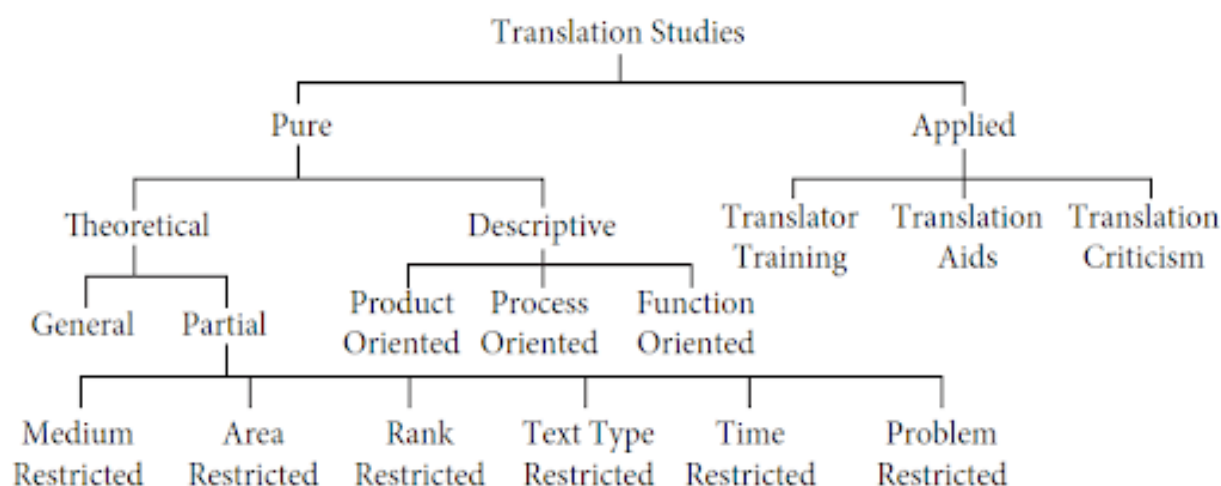 Translation Studies
Pure
Applied
Theoretical
Descriptive
Translator
Training
Translation
Aids
Translation
Criticism
General
Partial
Product
Oriented
Process
Oriented
Function
Oriented
Medium
Restricted
Area
Restricted
Rank
Restricted
Text Type
Restricted
Time
Restricted
Problem
Restricted